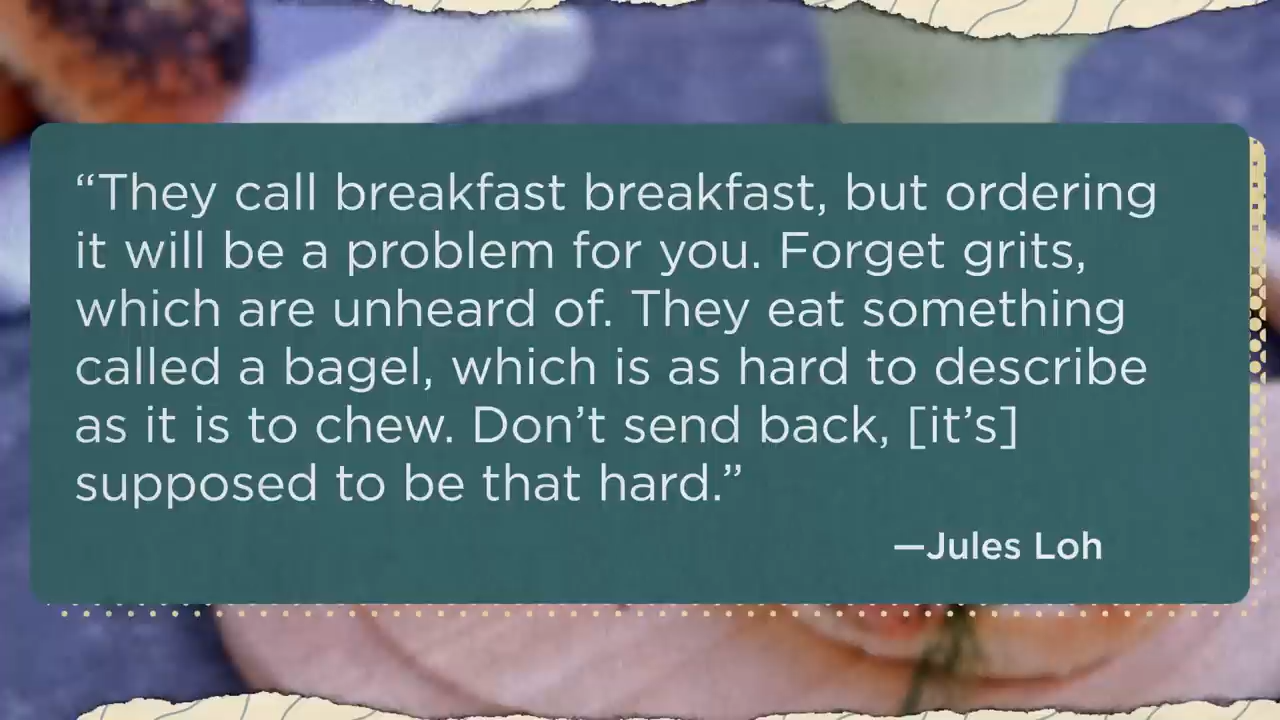 “They call breakfast breakfast, but ordering
it will be a problem for you. Forget grits,
which are unheard of. They eat something
called a bagel, which is as hard to describe
as it is to chew. Don’t send back, [it’s]
supposed to be that hard.”
—Jules Loh